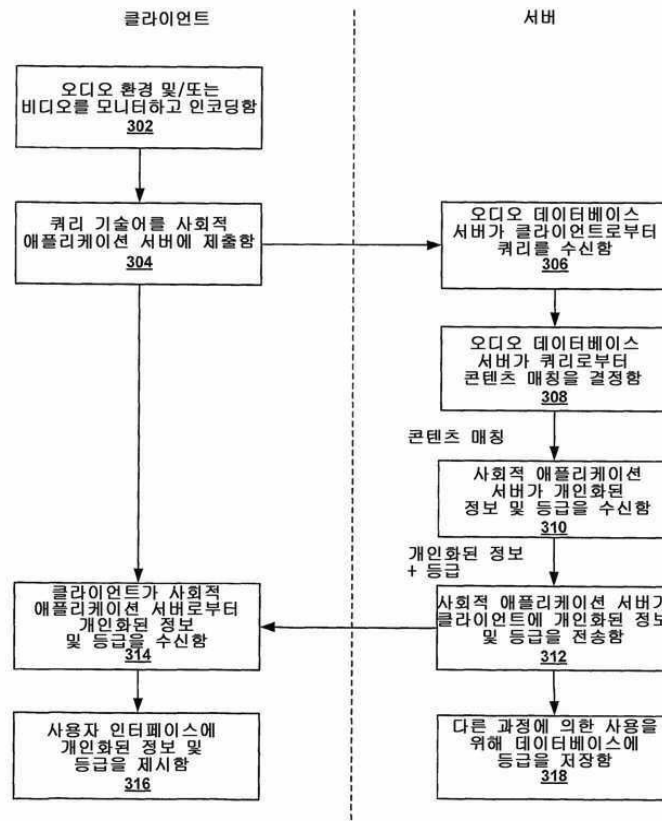 클라이언트
서버
오디오 환경 및/또는
비디오를 모니터하고 인코딩함
302
쿼리 기술어를 사회적
애플리케이션 서버에 제출함
304
오디오 데이터베이스
서버가 클라이언트로부터
쿼리를 수신함
306
오디오 데이터베이스
서버가 쿼리로부터
콘텐츠 매칭을 결정함
308
콘텐츠 매칭
사회적 애플리케이션
서버가 개인화된
정보 및 등급을 수신함
310
개인화된 정보
+ 등급
사회적 애플리케이션 서버가
클라이언트에 개인화된 정보
및 등급을 전송함
312
클라이언트가 사회적
애플리케이션 서버로부터
개인화된 정보
및 등급을 수신함
314
사용자 인터페이스에
개인화된 정보 및
등급을 제시함
316
다른 과정에 의한 사용을
위해 데이터베이스에
등급을 저장함
318